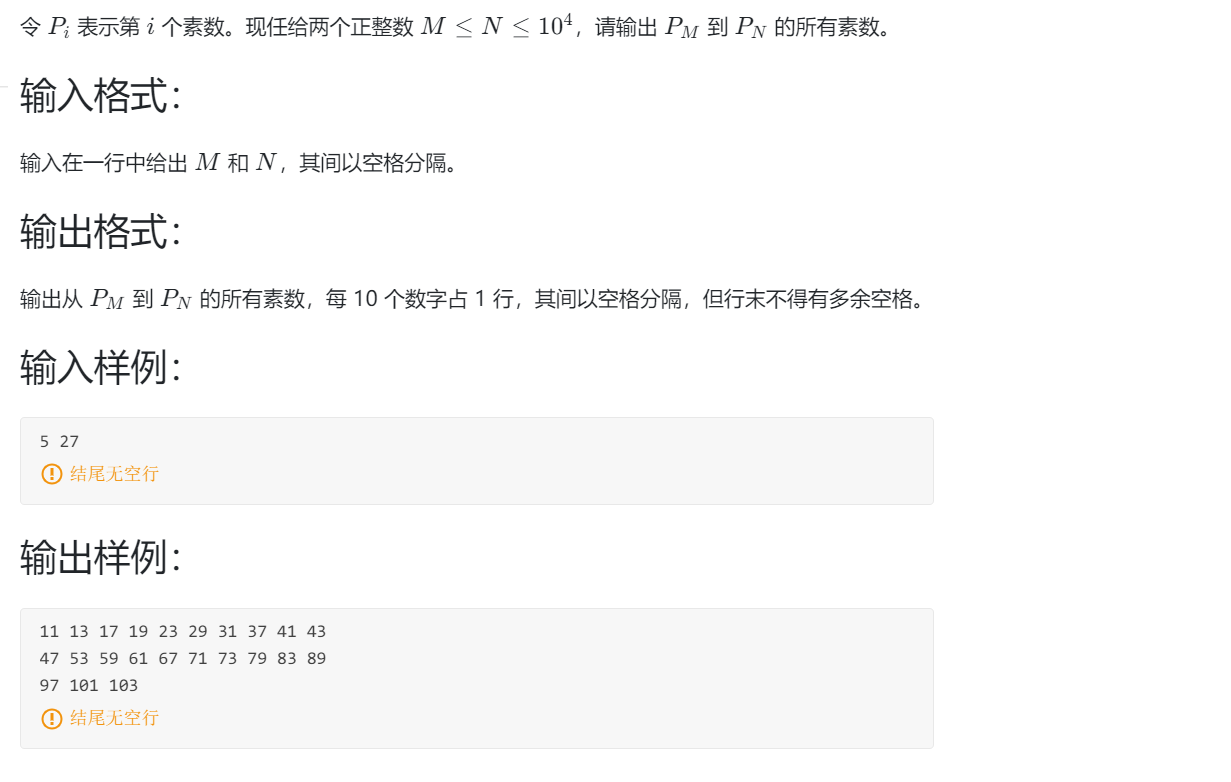 令 P_i 表示第 i 个素数。现任给两个正整数 M ≤ N ≤ 10^4，请输出 P_M 到 P_N 的所有素数。
输入格式：
输入在一行中给出 M 和 N，其间以空格分隔。
输出格式：
输出从 P_M 到 P_N 的所有素数，每 10 个数字占 1 行，其间以空格分隔，但行末不得有多余空格。
输入样例：
5 27
结尾无空行
输出样例：
11 13 17 19 23 29 31 37 41 43
47 53 59 61 67 71 73 79 83 89
97 101 103
结尾无空行